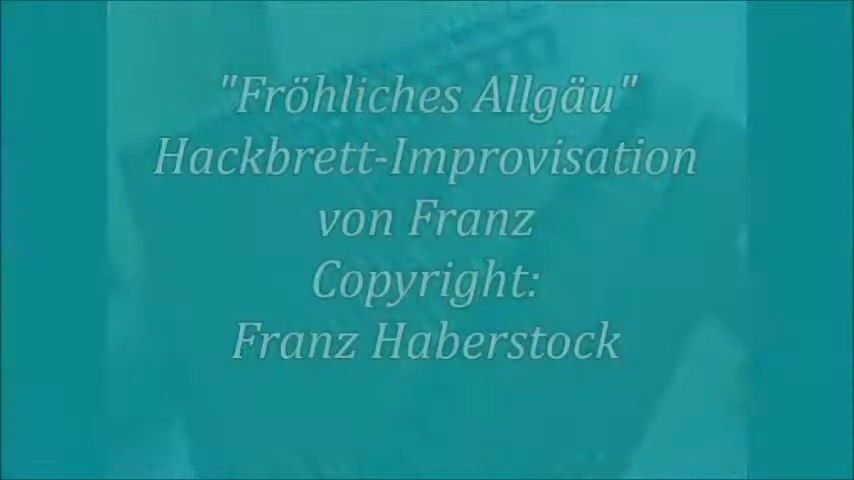 "Fröhliches Allgäu"
Hackbrett-Improvisation
von Franz
Copyright:
Franz Haberstock